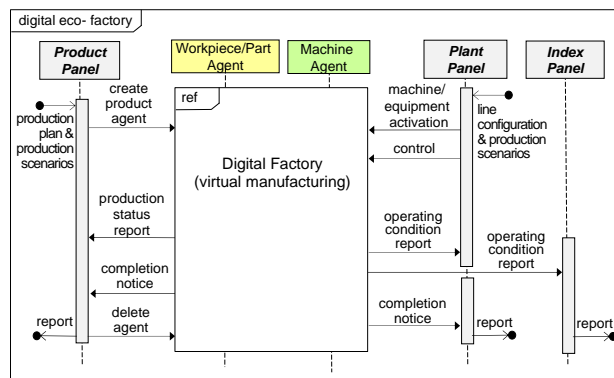 digital eco- factory
Product
Panel
Workpiece/Part
Agent
Machine
Agent
Plant
Panel
Index
Panel
create
product
agent
production
plan &
production
scenarios
ref
machine/
equipment
activation
line
configuration
& production
scenarios
control
Digital Factory
(virtual manufacturing)
production
status
report
operating
condition
report
operating
condition
report
completion
notice
completion
notice
report
delete
agent
report
report